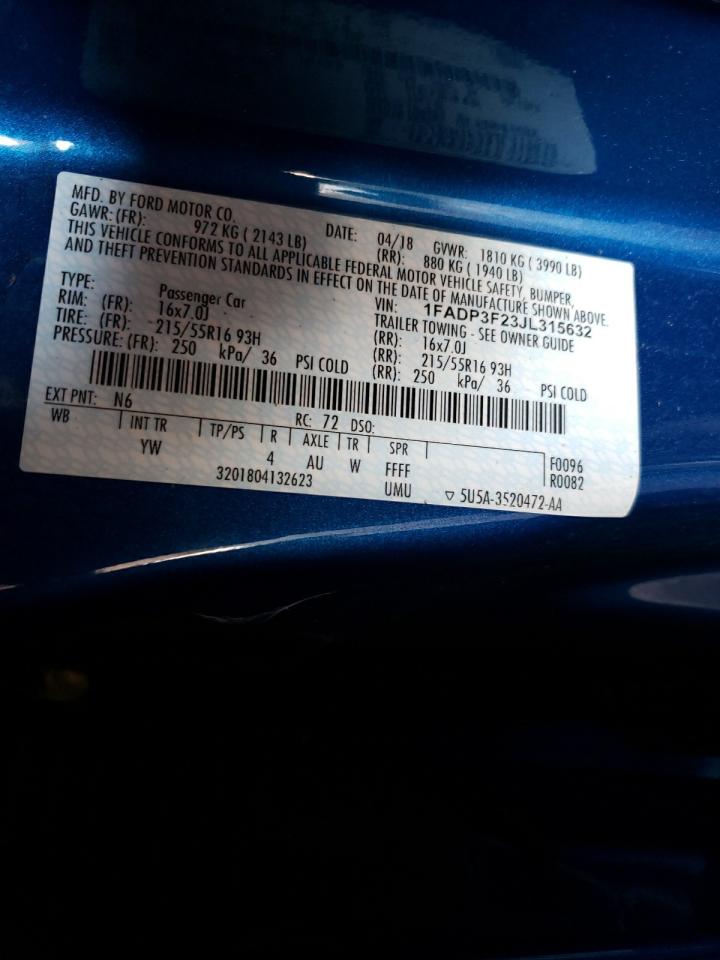 MFD. BY FORD MOTOR CO.
DATE: 04/18 GVWR: 1810 KG ( 3990 LB)
GAWR: (FR): 972 KG ( 2143 LB) (RR): 880 KG ( 1940 LB)
THIS VEHICLE CONFORMS TO ALL APPLICABLE FEDERAL MOTOR VEHICLE SAFETY, BUMPER,
AND THEFT PREVENTION STANDARDS IN EFFECT ON THE DATE OF MANUFACTURE SHOWN ABOVE.
VIN: 1FADP3F23JL315632
TYPE: Passenger Car TRAILER TOWING - SEE OWNER GUIDE
RIM: (FR): 16x7.0J (RR): 16x7.0J
TIRE: (FR): 215/55R16 93H (RR): 215/55R16 93H
PRESSURE: (FR): 250 kPa/ 36 PSI COLD (RR): 250 kPa/ 36 PSI COLD
EXT PNT: N6 RC: 72 DSO:
WB INT TR TP/PS R AXLE TR SPR F0096
YW 4 AU W FFFF R0082
3201804132623 UMU ▽ 5U5A-3520472-AA